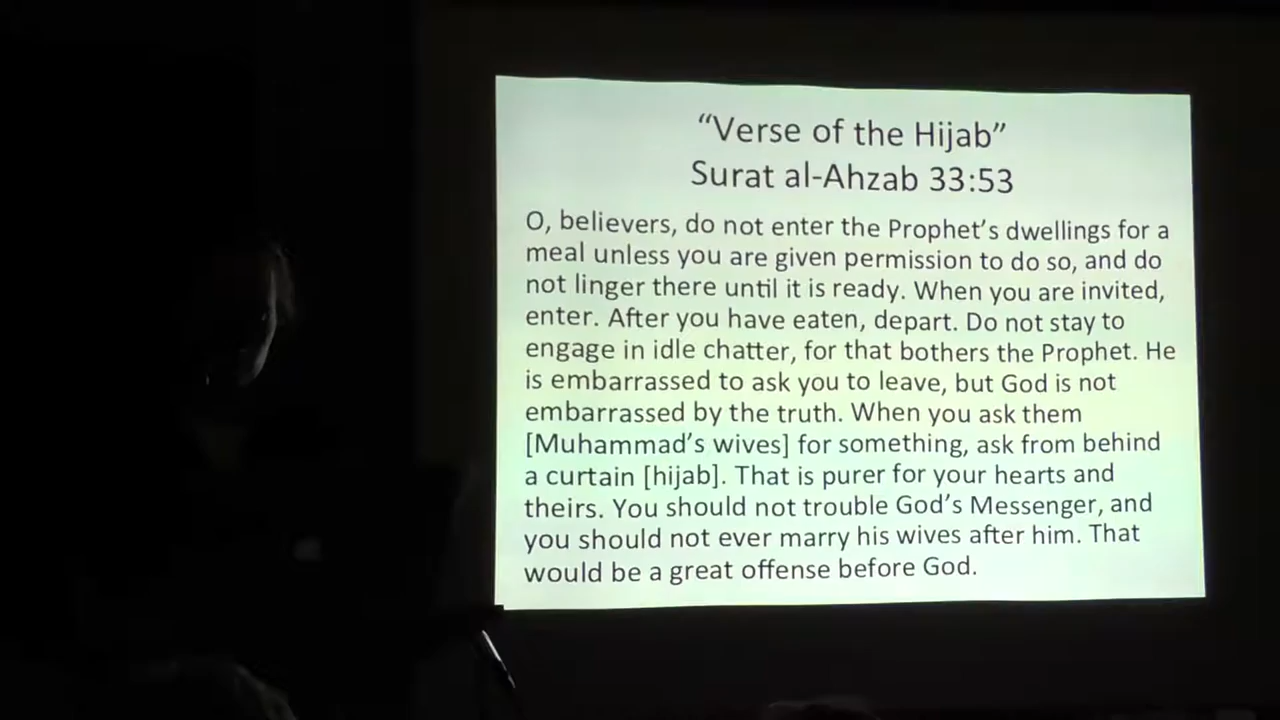 “Verse of the Hijab”
Surat al-Ahzab 33:53
O, believers, do not enter the Prophet’s dwellings for a
meal unless you are given permission to do so, and do
not linger there until it is ready. When you are invited,
enter. After you have eaten, depart. Do not stay to
engage in idle chatter, for that bothers the Prophet. He
is embarrassed to ask you to leave, but God is not
embarrassed by the truth. When you ask them
[Muhammad’s wives] for something, ask from behind
a curtain [hijab]. That is purer for your hearts and
theirs. You should not trouble God’s Messenger, and
you should not ever marry his wives after him. That
would be a great offense before God.